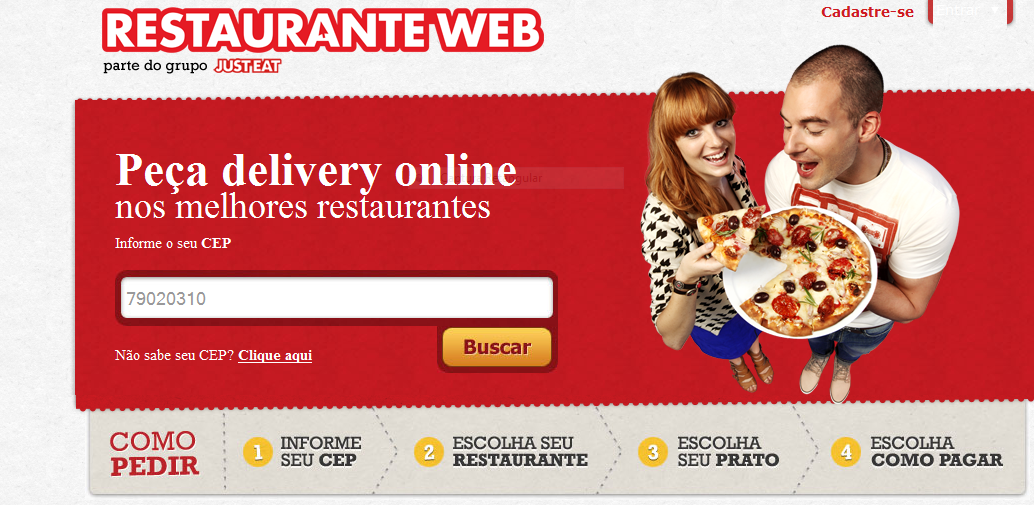 RESTAURANTE WEB
parte do grupo JUST-EAT
Cadastre-se
Entrar ▼
Peça delivery online
nos melhores restaurantes
Informe o seu CEP
79020310
Buscar
Não sabe seu CEP? Clique aqui
COMO
PEDIR
1 INFORME
SEU CEP
2 ESCOLHA SEU
RESTAURANTE
3 ESCOLHA
SEU PRATO
4 ESCOLHA
COMO PAGAR